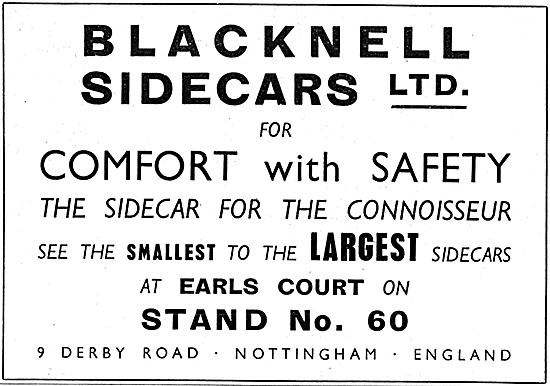 BLACKNELL
SIDECARS LTD.
FOR
COMFORT with SAFETY
THE SIDECAR FOR THE CONNOISSEUR
SEE THE SMALLEST TO THE LARGEST SIDECARS
AT EARLS COURT ON
STAND No. 60
9 DERBY ROAD · NOTTINGHAM · ENGLAND